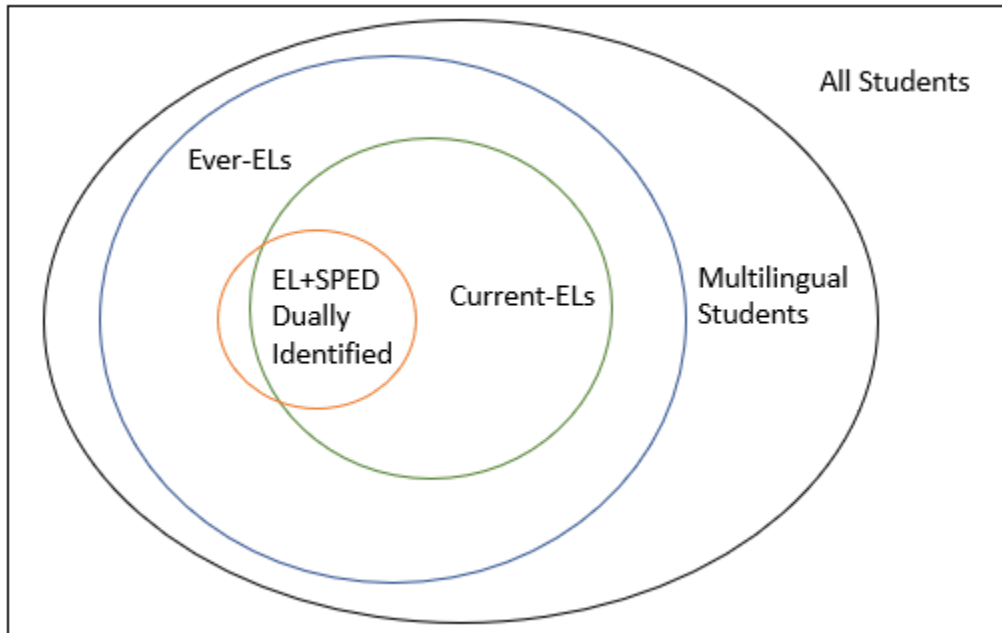 All Students
Ever-ELs
EL+SPED
Dually
Identified
Current-ELs
Multilingual
Students